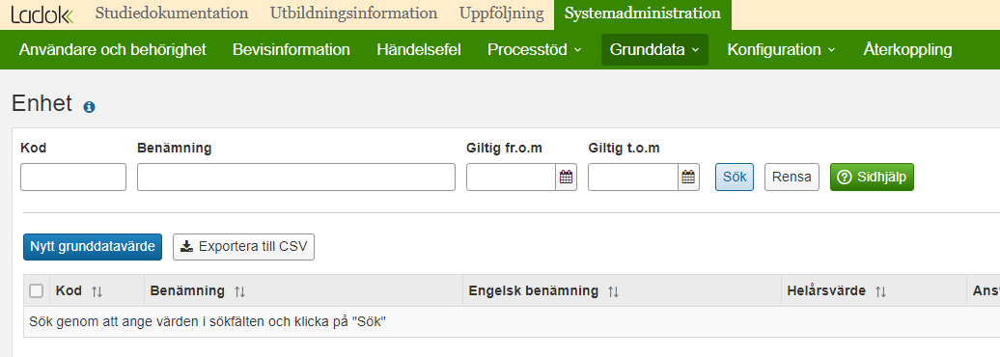 Ladok Studiedokumentation Utbildningsinformation Uppföljning Systemadministration
Användare och behörighet Bevisinformation Händelsefel Processtöd Grunddata Konfiguration Återkoppling
Enhet
Kod Benämning Giltig fr.o.m Giltig t.o.m
Sök Rensa Sidhjälp
Nytt grunddatavärde Exportera till CSV
Kod Benämning Engelsk benämning Helårsvärde Ans
Sök genom att ange värden i sökfälten och klicka på "Sök"